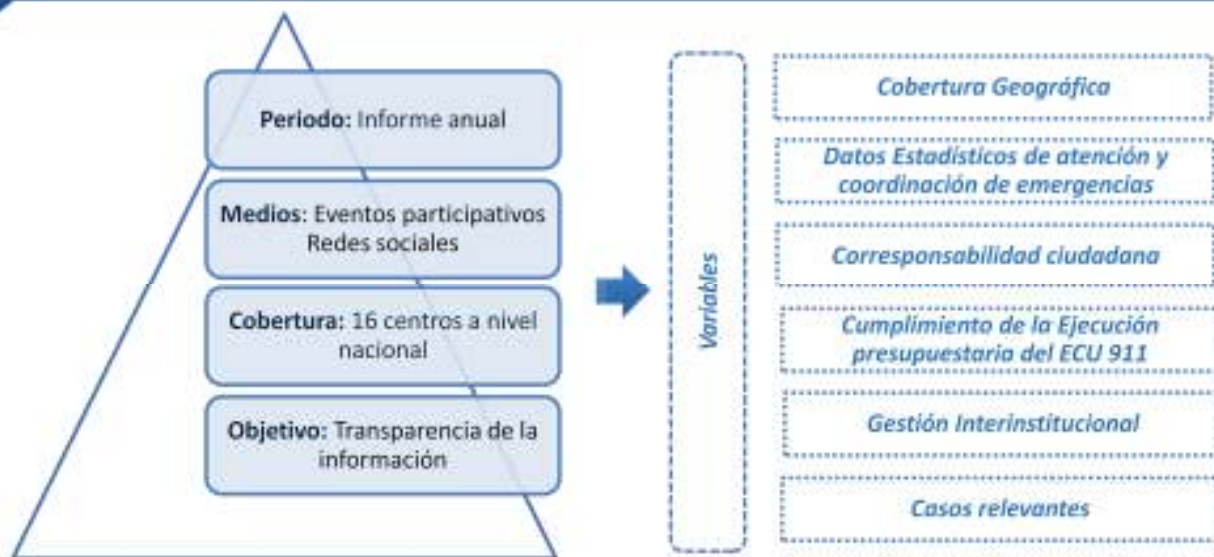 Periodo: Informe anual
Medios: Eventos participativos
Redes sociales
Cobertura: 16 centros a nivel
nacional
Objetivo: Transparencia de la
información
Variables
Cobertura Geográfica
Datos Estadísticos de atención y
coordinación de emergencias
Corresponsabilidad ciudadana
Cumplimiento de la Ejecución
presupuestaria del ECU 911
Gestión Interinstitucional
Casos relevantes